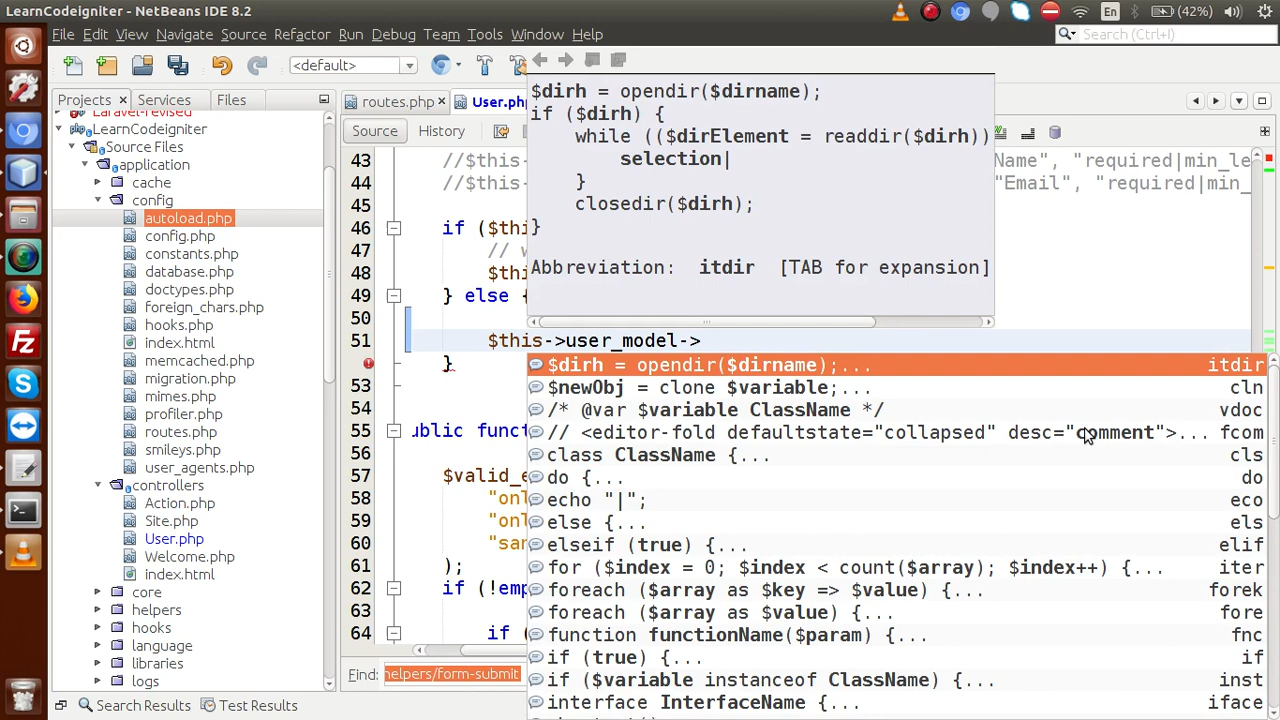 LearnCodeigniter - NetBeans IDE 8.2
En
(42%)
File Edit View Navigate Source Refactor Run Debug Team Tools Window Help
Search (Ctrl+I)
<default>
Projects Services Files
routes.php User.php
Source History
Laravel-revised
LearnCodeigniter
Source Files
application
cache
config
autoload.php
config.php
constants.php
database.php
doctypes.php
foreign_chars.php
hooks.php
index.html
memcached.php
migration.php
mimes.php
profiler.php
routes.php
smileys.php
user_agents.php
controllers
Action.php
Site.php
User.php
Welcome.php
index.html
core
helpers
hooks
language
libraries
logs
43 //$this- Name", "required|min_le
44 //$this- "Email", "required|min_
45
46 if ($thi
47 //
48 $thi
49 } else {
50
51 $this->user_model->
}
53
54
55 ublic funct
56
57 $valid_e
58 "onl
59 "onl
60 "san
61 );
62 if (!emp
63
64 if (
$dirh = opendir($dirname);
if ($dirh) {
while (($dirElement = readdir($dirh))
selection|
}
closedir($dirh);
}
Abbreviation: itdir [TAB for expansion]
$dirh = opendir($dirname);... itdir
$newObj = clone $variable;... cln
/* @var $variable ClassName */ vdoc
// <editor-fold defaultstate="collapsed" desc="comment">... fcom
class ClassName {... cls
do {... do
echo "|"; eco
else {... els
elseif (true) {... elif
for ($index = 0; $index < count($array); $index++) {... iter
foreach ($array as $key => $value) {... forek
foreach ($array as $value) {... fore
function functionName($param) {... fnc
if (true) {... if
if ($variable instanceof ClassName) {... inst
interface InterfaceName {... iface
Find: helpers/form-submit
Search Results Test Results